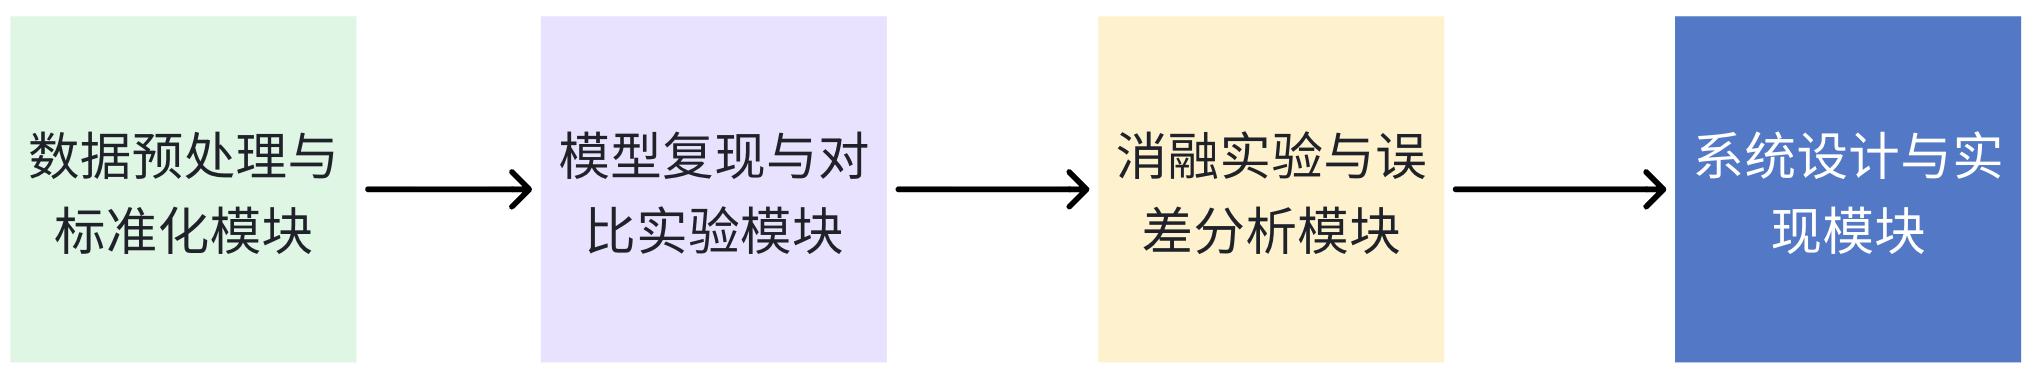 数据预处理与
标准化模块
模型复现与对
比实验模块
消融实验与误
差分析模块
系统设计与实
现模块